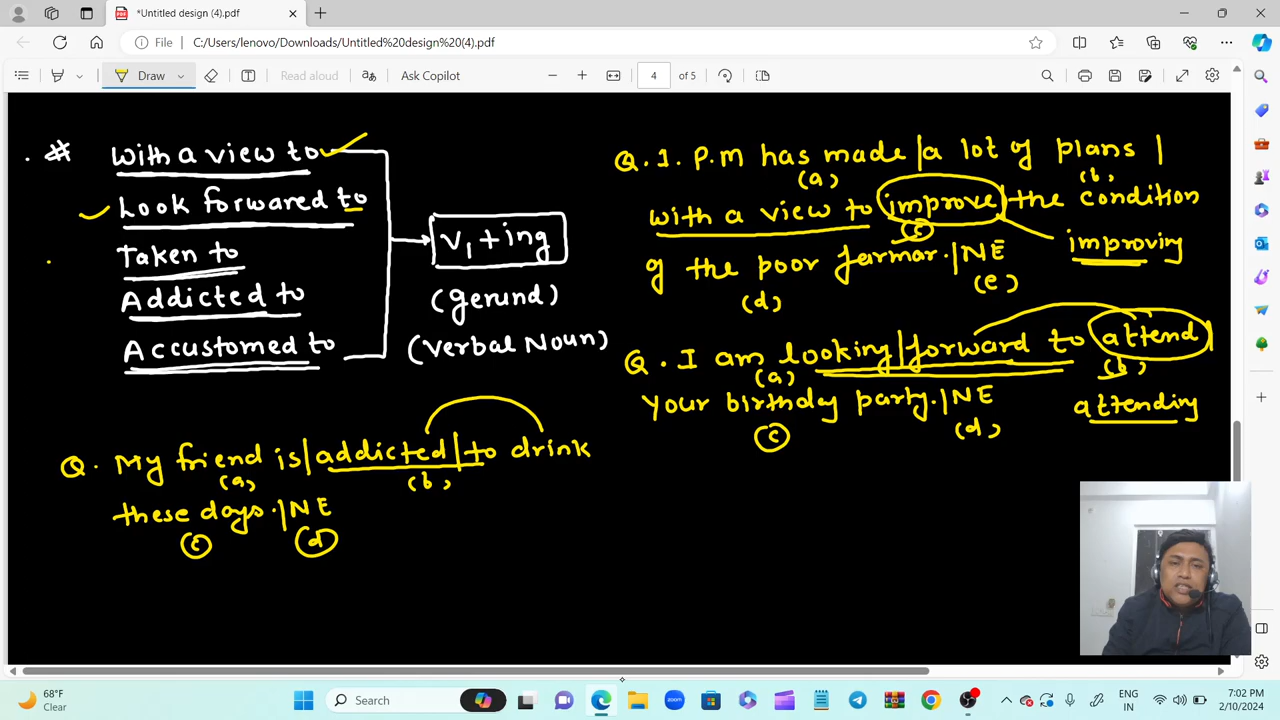 *Untitled design (4).pdf
File C:/Users/lenovo/Downloads/Untitled%20design%20(4).pdf
Draw Read aloud Ask Copilot 4 of 5
# With a view to
Look forwared to
Taken to
Addicted to
Accustomed to
V1 + ing
(gerund)
(Verbal Noun)
Q. I. P.M has made | a lot of plans |
(a) (b)
with a view to improve | the condition
(c)
improving
of the poor farmar. | NE
(d) (e)
Q. I am looking | forward to attend |
(a) (b)
your birthday party. | NE
attending
(c) (d)
Q. My friend is | addicted | to drink
(a) (b)
these days. | NE
(c) (d)
68°F
Clear
Search
zoom
ENG
IN
7:02 PM
2/10/2024